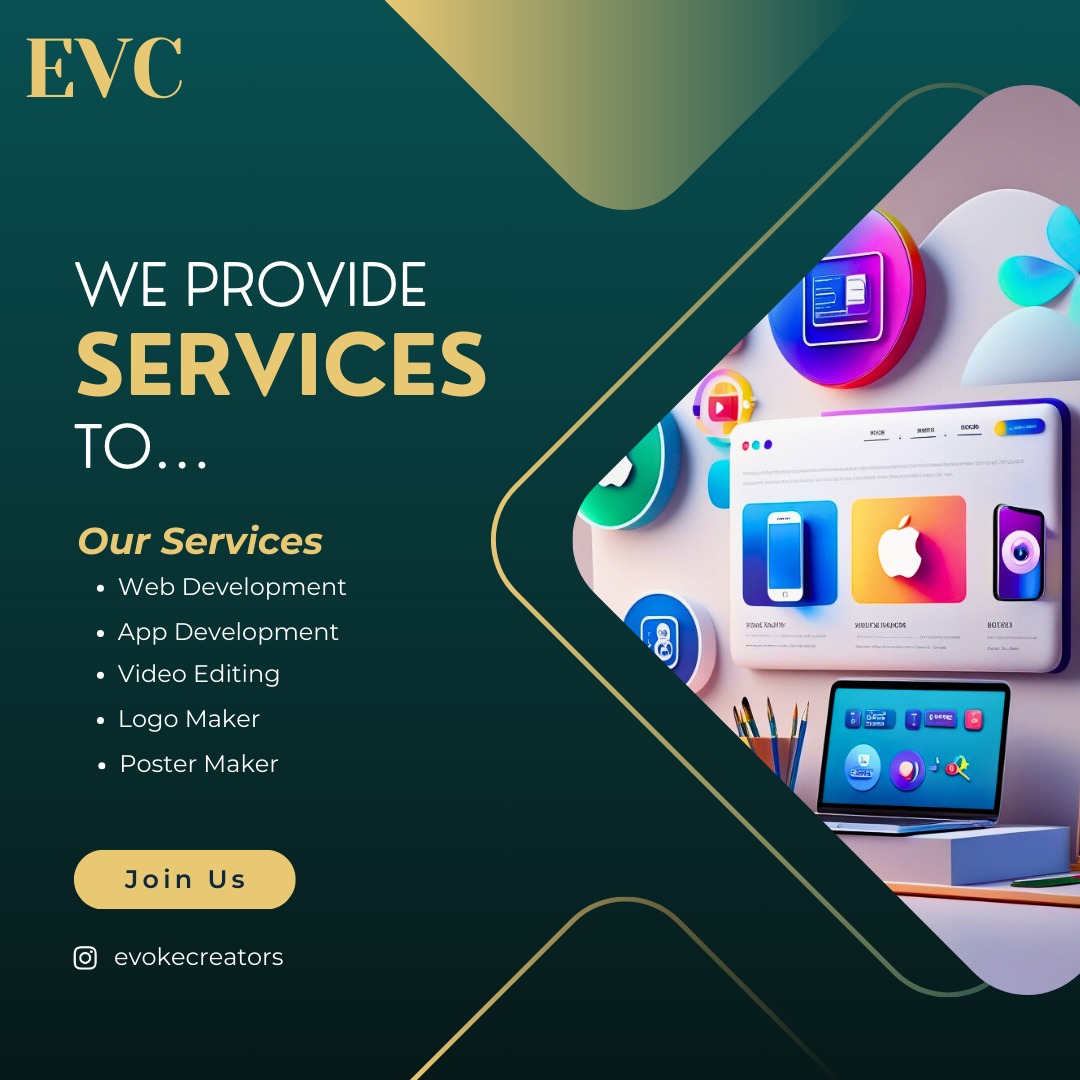 EVC
WE PROVIDE
SERVICES
TO...
Our Services
• Web Development
• App Development
• Video Editing
• Logo Maker
• Poster Maker
Join Us
evokecreators